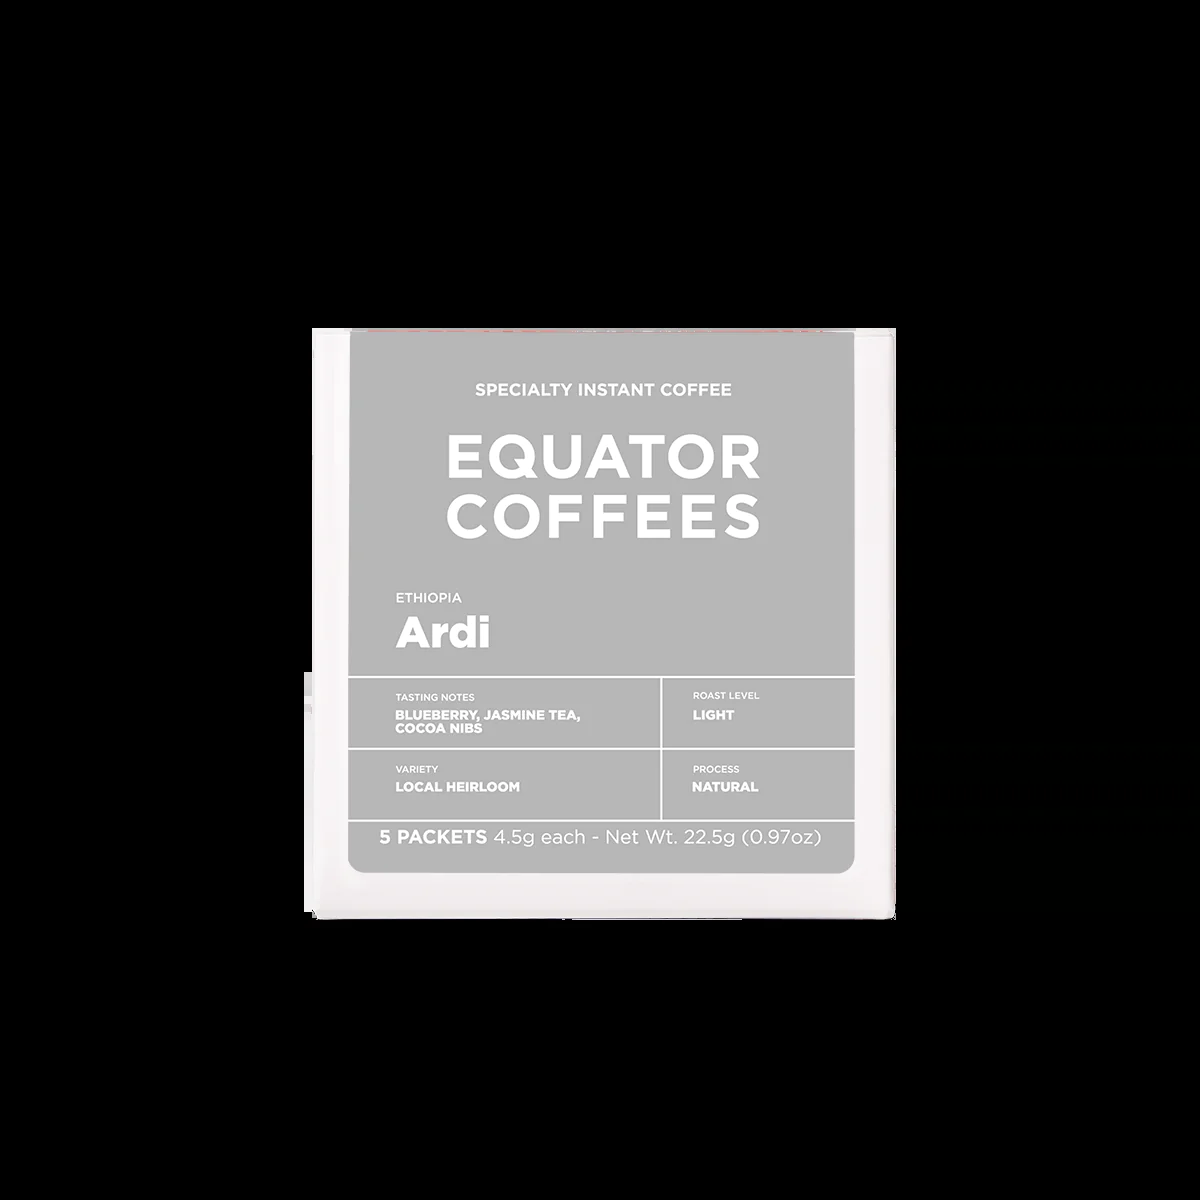 SPECIALTY INSTANT COFFEE
EQUATOR
COFFEES
ETHIOPIA
Ardi
TASTING NOTES
BLUEBERRY, JASMINE TEA,
COCOA NIBS
ROAST LEVEL
LIGHT
VARIETY
LOCAL HEIRLOOM
PROCESS
NATURAL
5 PACKETS 4.5g each - Net Wt. 22.5g (0.97oz)